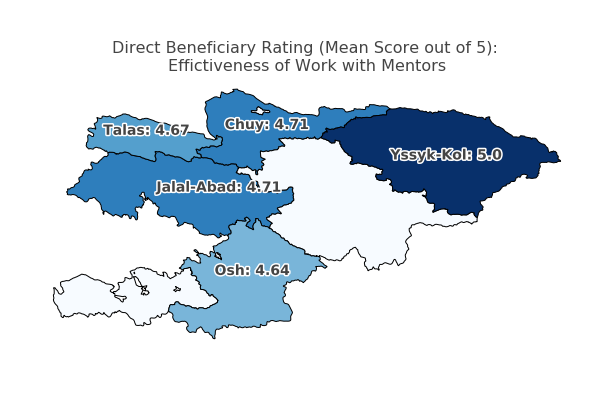 Direct Beneficiary Rating (Mean Score out of 5):
Effictiveness of Work with Mentors
Talas: 4.67
Chuy: 4.71
Yssyk-Kol: 5.0
Jalal-Abad: 4.71
Osh: 4.64